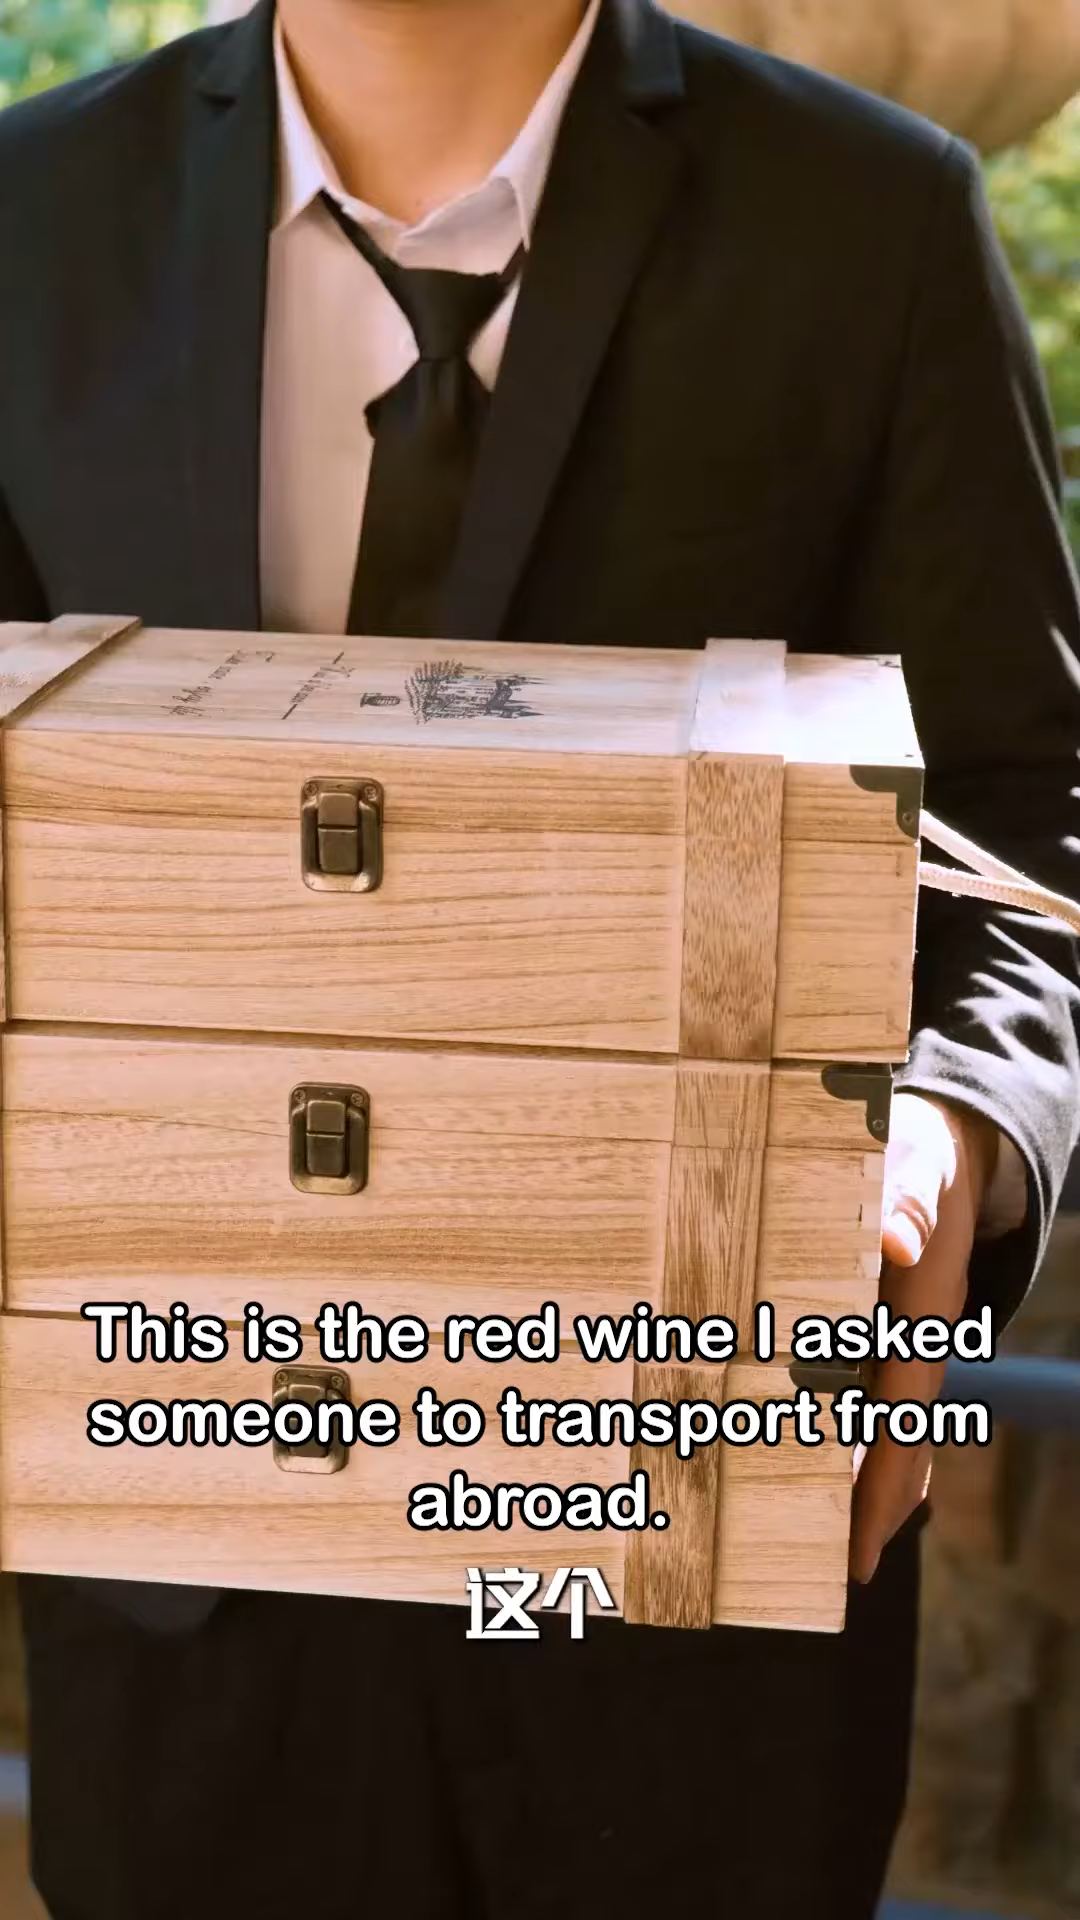 This is the red wine I asked
someone to transport from
abroad.
这个